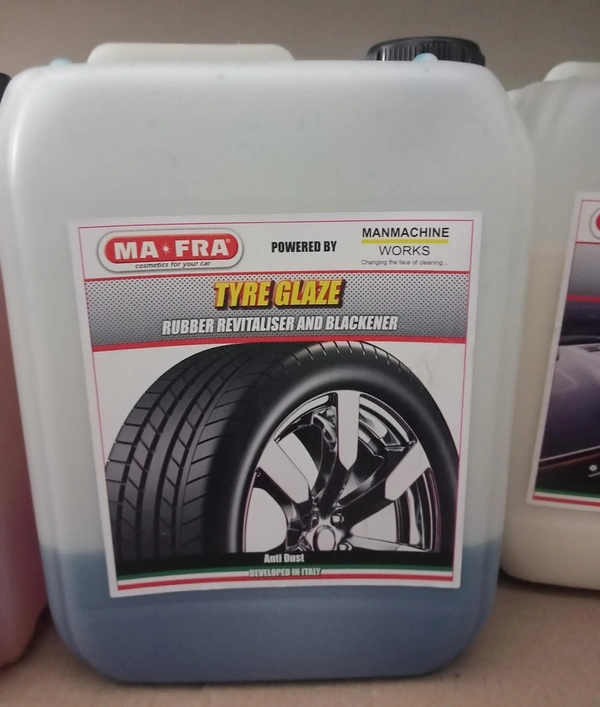 MA★FRA®
cosmetics for your car
POWERED BY
MANMACHINE
WORKS
Changing the face of cleaning...
TYRE GLAZE
RUBBER REVITALISER AND BLACKENER
Anti Dust
DEVELOPED IN ITALY